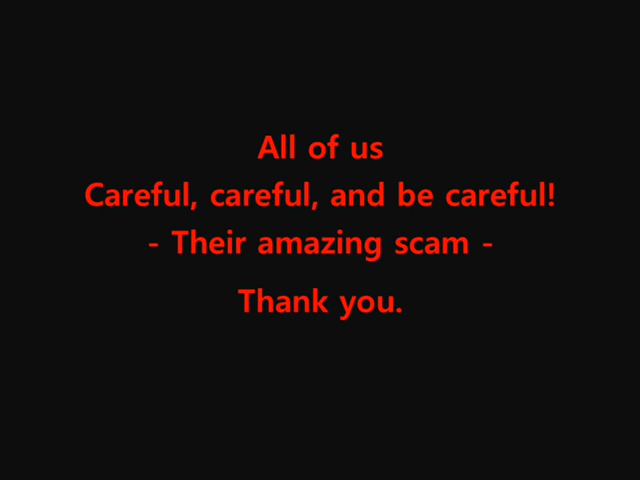 All of us
Careful, careful, and be careful!
- Their amazing scam -
Thank you.